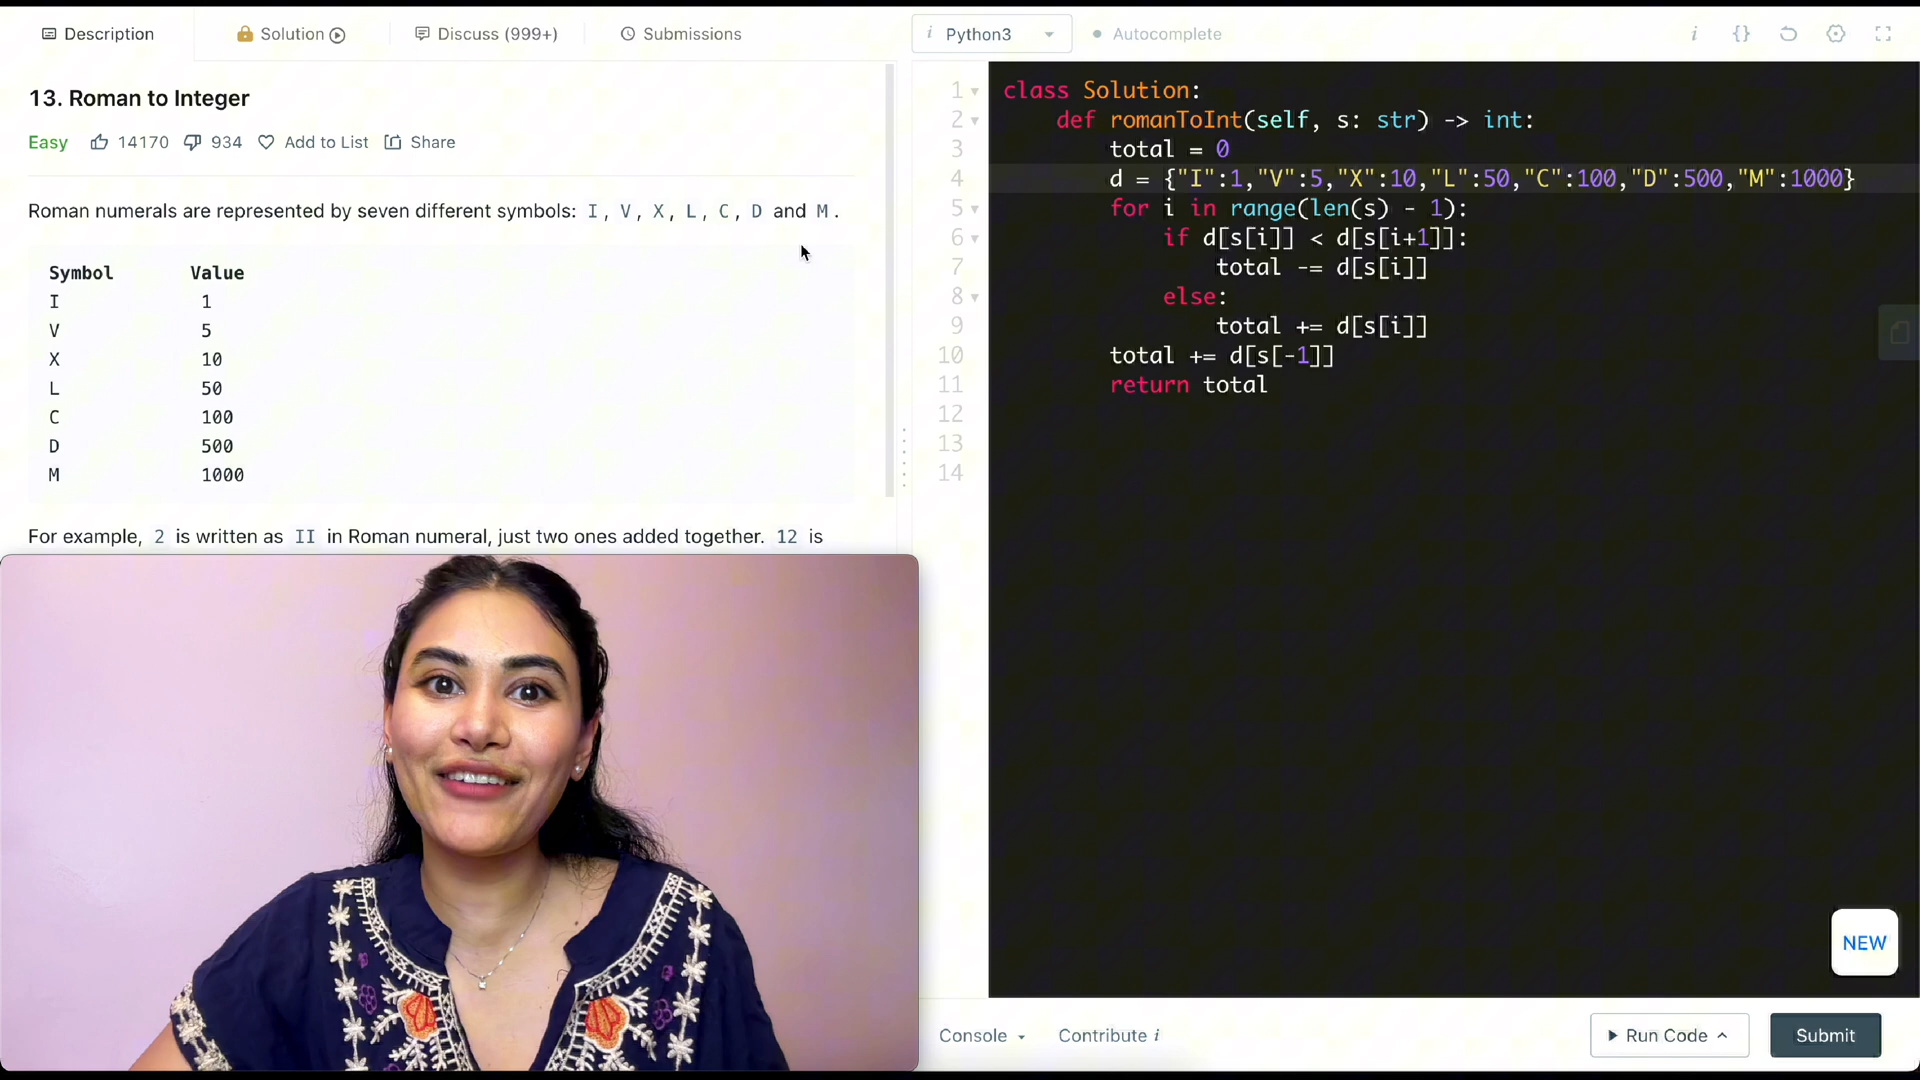 Description
Solution
Discuss (999+)
Submissions
i Python3
Autocomplete
i {}
13. Roman to Integer
Easy 14170 934 Add to List Share
Roman numerals are represented by seven different symbols: I, V, X, L, C, D and M.
Symbol Value
I 1
V 5
X 10
L 50
C 100
D 500
M 1000
For example, 2 is written as II in Roman numeral, just two ones added together. 12 is
1 class Solution:
2 def romanToInt(self, s: str) -> int:
3 total = 0
4 d = {"I":1,"V":5,"X":10,"L":50,"C":100,"D":500,"M":1000}
5 for i in range(len(s) - 1):
6 if d[s[i]] < d[s[i+1]]:
7 total -= d[s[i]]
8 else:
9 total += d[s[i]]
10 total += d[s[-1]]
11 return total
12
13
14
NEW
Console
Contribute i
Run Code
Submit